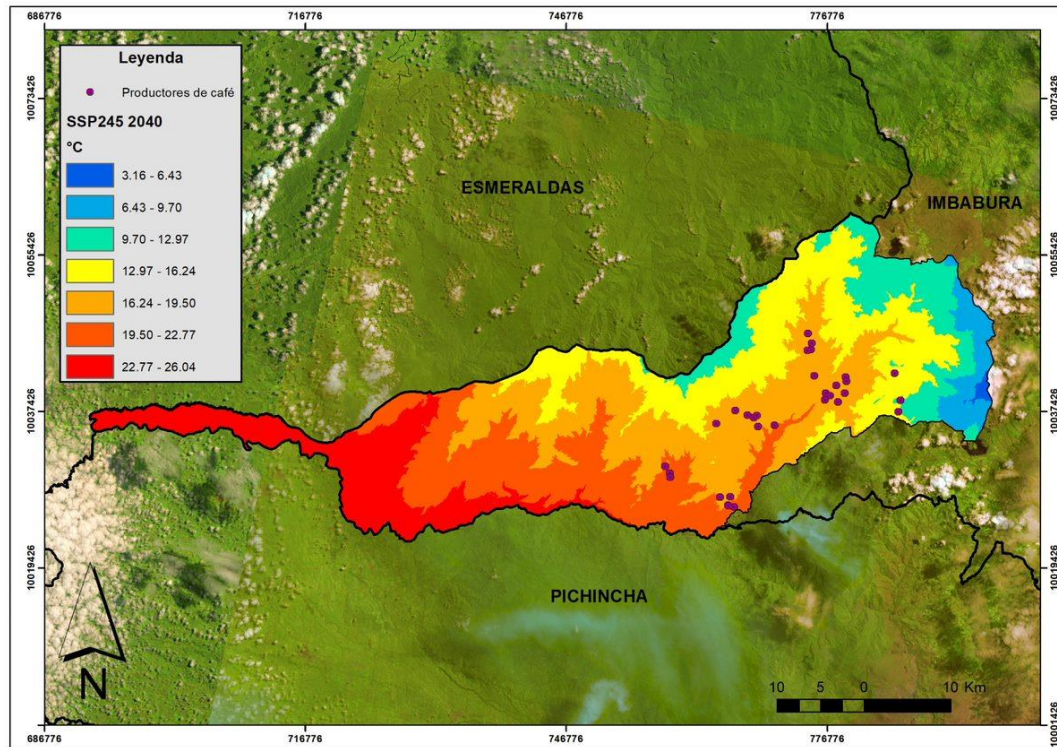 686776
716776
746776
776776
Leyenda
Productores de café
SSP245 2040
°C
3.16 - 6.43
6.43 - 9.70
9.70 - 12.97
12.97 - 16.24
16.24 - 19.50
19.50 - 22.77
22.77 - 26.04
10073426
10073426
ESMERALDAS
IMBABURA
10055426
10055426
10037426
10037426
10019426
10019426
PICHINCHA
N
10 5 0 10 Km
10001426
10001426
686776
716776
746776
776776